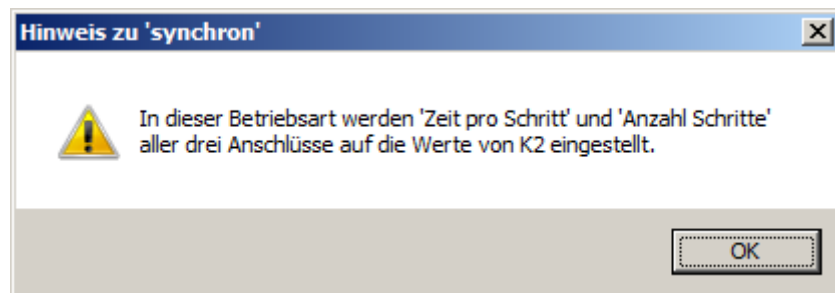 Hinweis zu 'synchron'
In dieser Betriebsart werden 'Zeit pro Schritt' und 'Anzahl Schritte'
aller drei Anschlüsse auf die Werte von K2 eingestellt.
OK